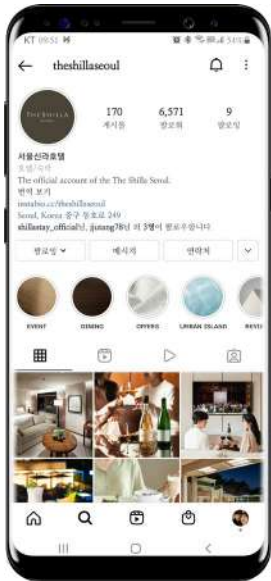 KT 09:51
54%
theshillaseoul
THE SHILLA
170 6,571 9
게시물 팔로워 팔로잉
서울신라호텔
호텔/숙박
The official account of the The Shilla Seoul.
번역 보기
instabio.cc/theshillaseoul
Seoul, Korea 중구 동호로 249
shillastay_official님, jjutang78님 외 3명이 팔로우합니다
팔로잉 메시지 연락처
EVENT DINING OFFERS URBAN ISLAND